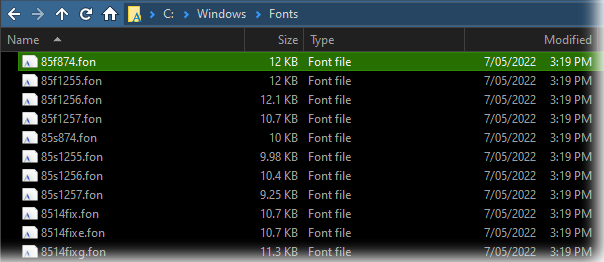 C: Windows Fonts
Name Size Type Modified
85f874.fon 12 KB Font file 7/05/2022 3:19 PM
85f1255.fon 12 KB Font file 7/05/2022 3:19 PM
85f1256.fon 12.1 KB Font file 7/05/2022 3:19 PM
85f1257.fon 10.7 KB Font file 7/05/2022 3:19 PM
85s874.fon 10 KB Font file 7/05/2022 3:19 PM
85s1255.fon 9.98 KB Font file 7/05/2022 3:19 PM
85s1256.fon 10.4 KB Font file 7/05/2022 3:19 PM
85s1257.fon 9.25 KB Font file 7/05/2022 3:19 PM
8514fix.fon 10.7 KB Font file 7/05/2022 3:19 PM
8514fixe.fon 10.7 KB Font file 7/05/2022 3:19 PM
8514fixg.fon 11.3 KB Font file 7/05/2022 3:19 PM